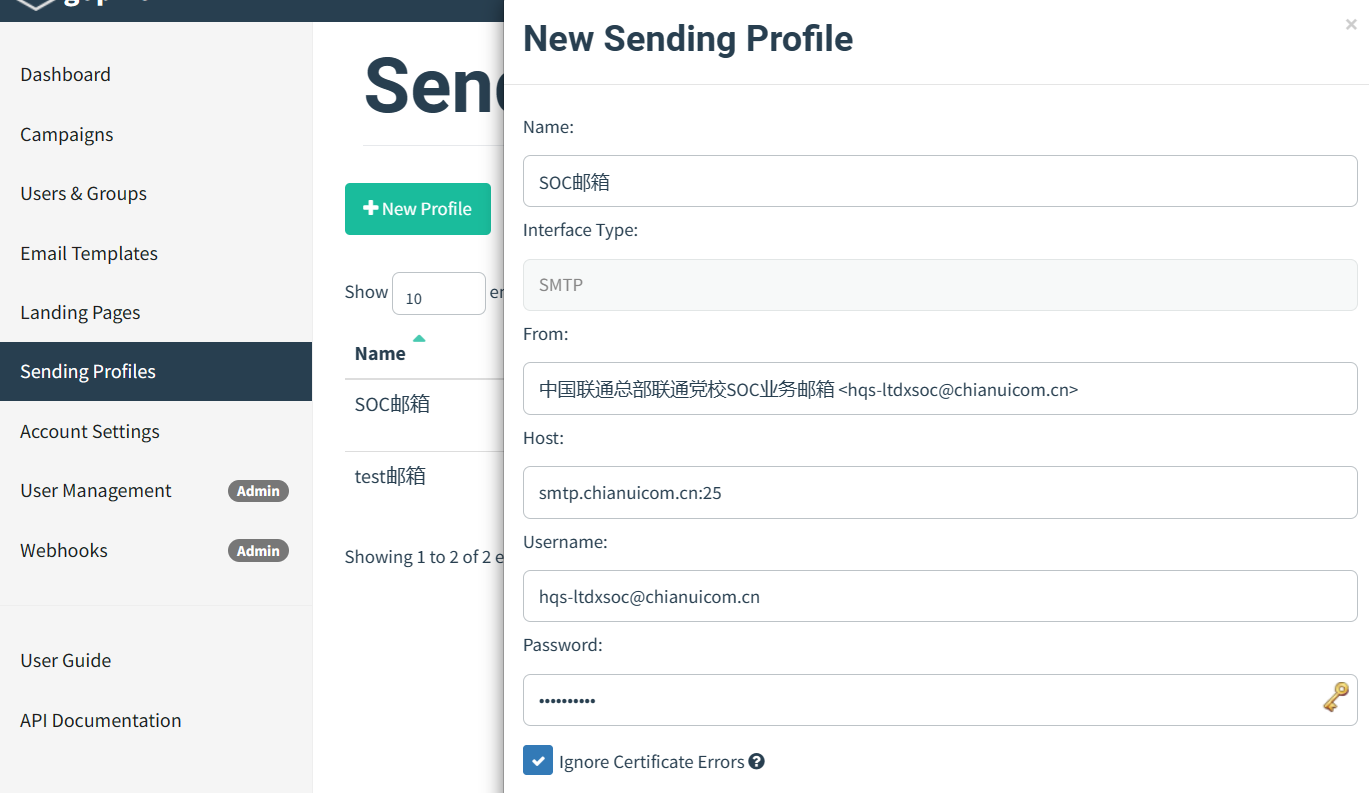 New Sending Profile
×
Dashboard
Campaigns
Users & Groups
Email Templates
Landing Pages
Sending Profiles
Account Settings
User Management Admin
Webhooks Admin
User Guide
API Documentation
New Profile
Show 10
Name
SOC邮箱
test邮箱
Showing 1 to 2 of 2
Name:
SOC邮箱
Interface Type:
SMTP
From:
中国联通总部联通党校SOC业务邮箱 <hqs-ltdxsoc@chianuicom.cn>
Host:
smtp.chianuicom.cn:25
Username:
hqs-ltdxsoc@chianuicom.cn
Password:
••••••••••
Ignore Certificate Errors